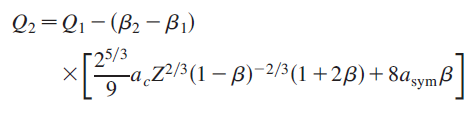 Q₂ = Q₁ − (β₂ − β₁)
× [2^{5/3}/9 a_c Z^{2/3}(1 − β)^{−2/3}(1 + 2β) + 8a_{sym}β]